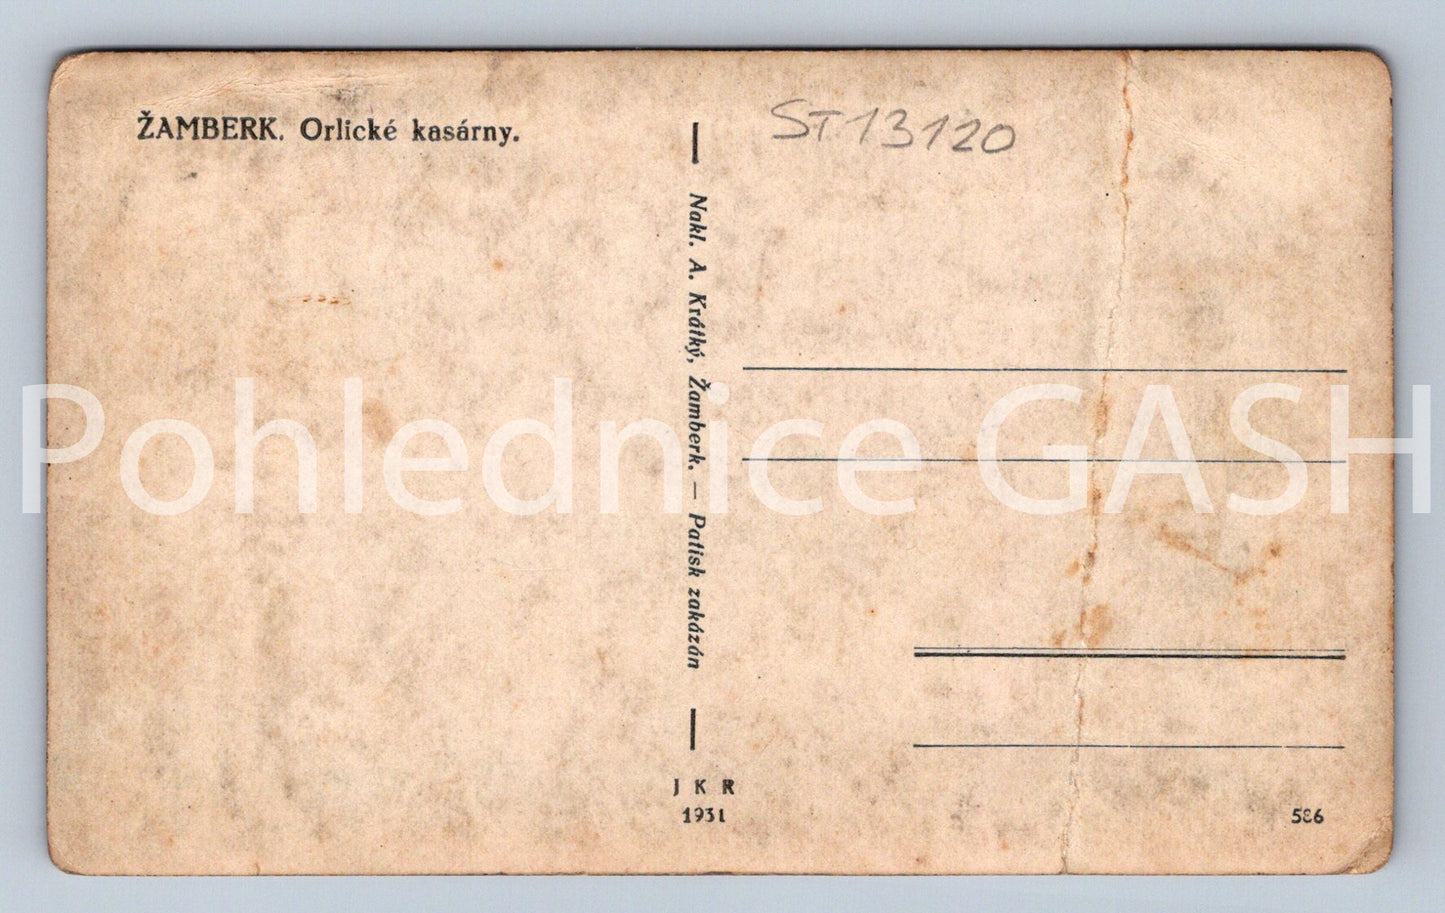 ŽAMBERK. Orlické kasárny.
ST.13120
Nakl. A. Krátký, Žamberk. — Patisk zakázán
Pohlednice GASH
J K R
1931
586